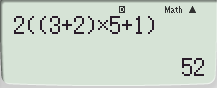 Math ▲
2((3+2)×5+1)
52